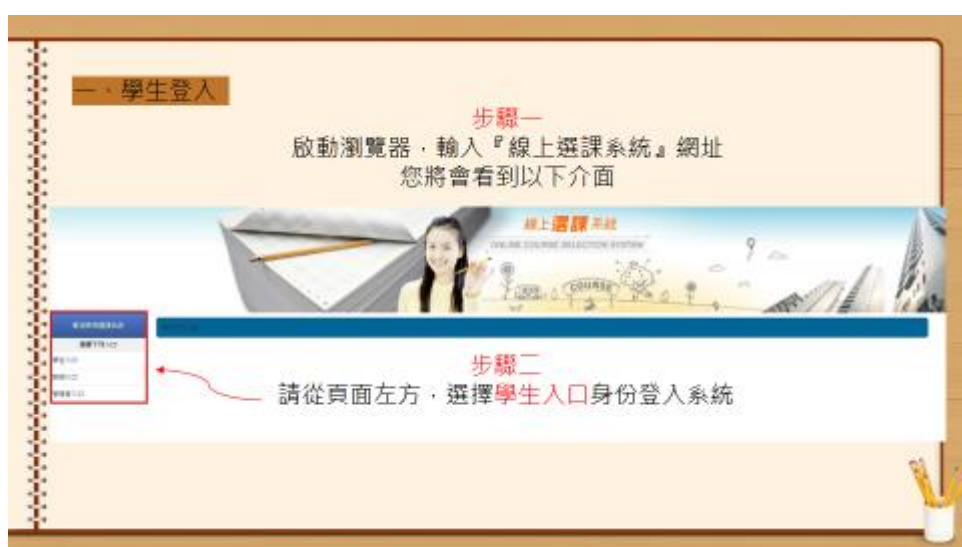 一、學生登入
步驟一
啟動瀏覽器，輸入『線上選課系統』網址
您將會看到以下介面
線上選課系統
ONLINE COURSE SELECTION SYSTEM
COURSE
步驟二
請從頁面左方，選擇學生入口身份登入系統